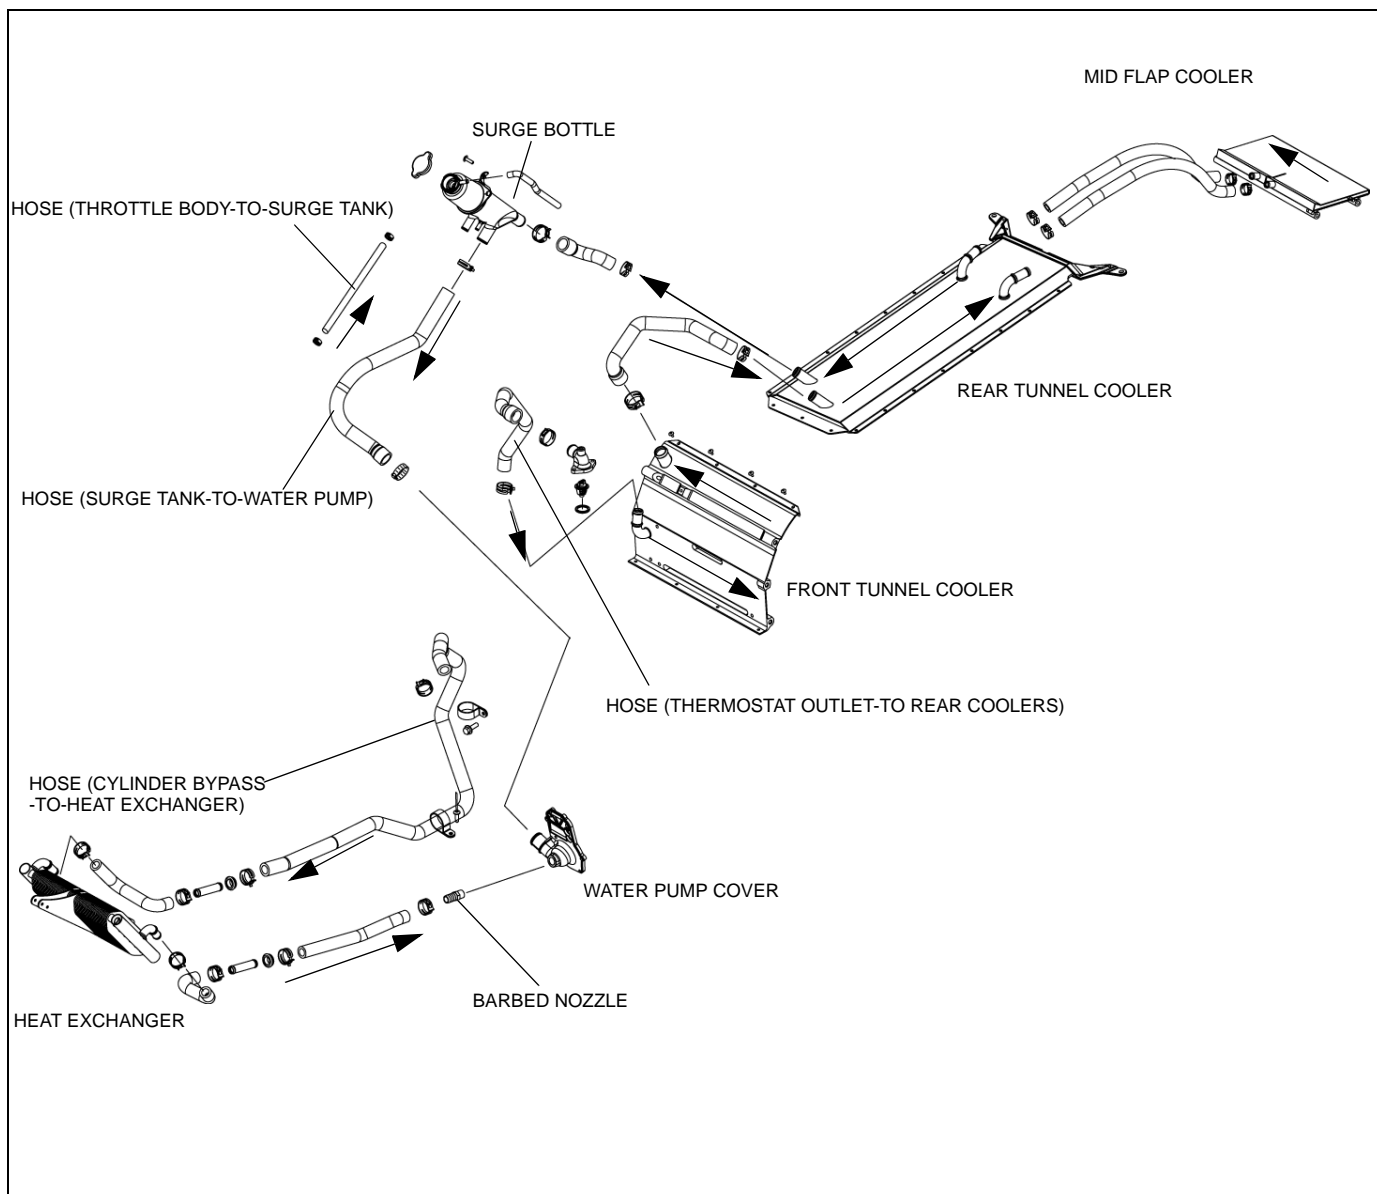 MID FLAP COOLER
SURGE BOTTLE
HOSE (THROTTLE BODY-TO-SURGE TANK)
REAR TUNNEL COOLER
HOSE (SURGE TANK-TO-WATER PUMP)
FRONT TUNNEL COOLER
HOSE (THERMOSTAT OUTLET-TO REAR COOLERS)
HOSE (CYLINDER BYPASS
-TO-HEAT EXCHANGER)
WATER PUMP COVER
BARBED NOZZLE
HEAT EXCHANGER